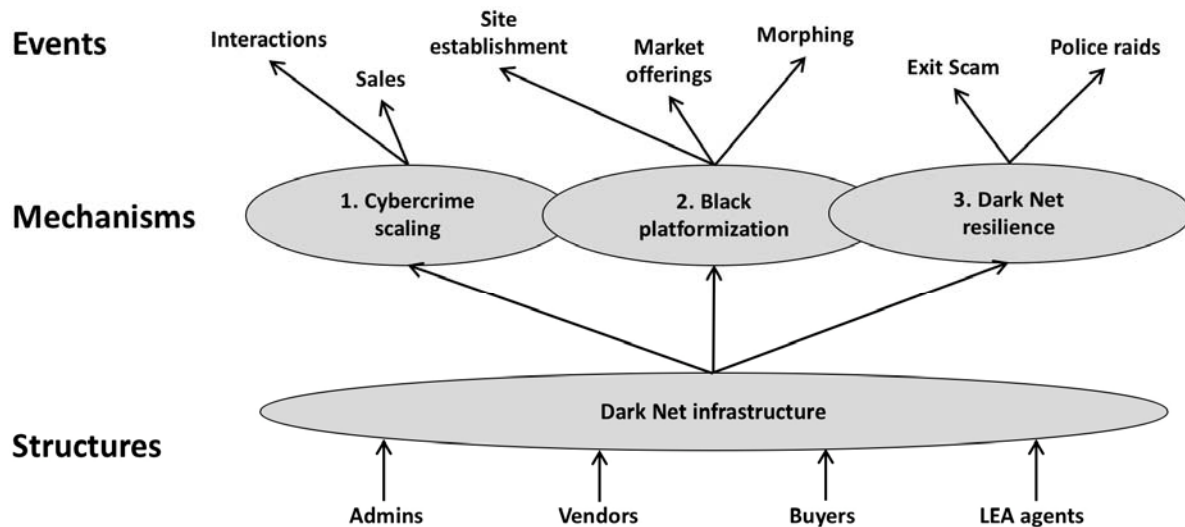 Events
Interactions
Sales
Site
establishment
Market
offerings
Morphing
Exit Scam
Police raids
Mechanisms
1. Cybercrime
scaling
2. Black
platformization
3. Dark Net
resilience
Structures
Dark Net infrastructure
Admins
Vendors
Buyers
LEA agents